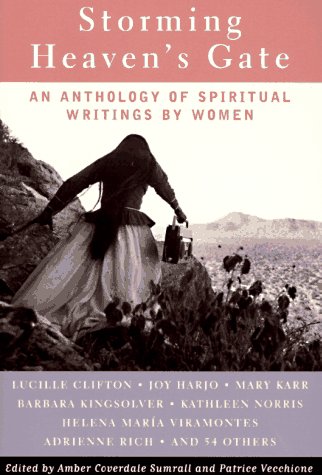 Storming
Heaven's Gate
AN ANTHOLOGY OF SPIRITUAL
WRITINGS BY WOMEN
LUCILLE CLIFTON · JOY HARJO · MARY KARR
BARBARA KINGSOLVER · KATHLEEN NORRIS
HELENA MARÍA VIRAMONTES
ADRIENNE RICH · AND 54 OTHERS
Edited by Amber Coverdale Sumrall and Patrice Vecchione